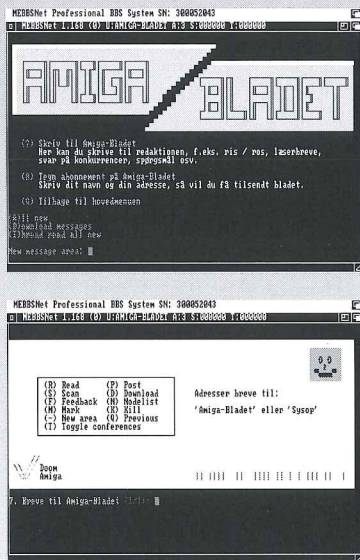 MEBBSNet Professional BBS System SN: 300052043
MEBBSNet 1.168 (0) U:AMIGA-BLADET A:3 S:000000 T:000000
AMIGA
BLADET
(?) Skriv til Amiga-Bladet
Her kan du skrive til redaktionen, f.eks. ris / ros, læserbreve,
svar på konkurrencer, spørgsmål osv.
Tegn abonnement på Amiga-Bladet
Skriv dit navn og din adresse, så vil du få tilsendt bladet.
(Q) Tilbage til hovedmenuen
(A)ll new
(D)ownload messages
(T)hread read all new
New message area:
MEBBSNet Professional BBS System SN: 300052043
MEBBSNet 1.168 (0) U:AMIGA-BLADET A:3 S:000000 T:000000
(R) Read (P) Post
(S) Scan (D) Download
(F) Feedback (N) Nodelist
(M) Mark (K) Kill
(-) New area (Q) Previous
(T) Toggle conferences
Adresser breve til:
'Amiga-Bladet' eller 'Sysop'
Doom
Amiga
7. Breve til Amiga-Bladet